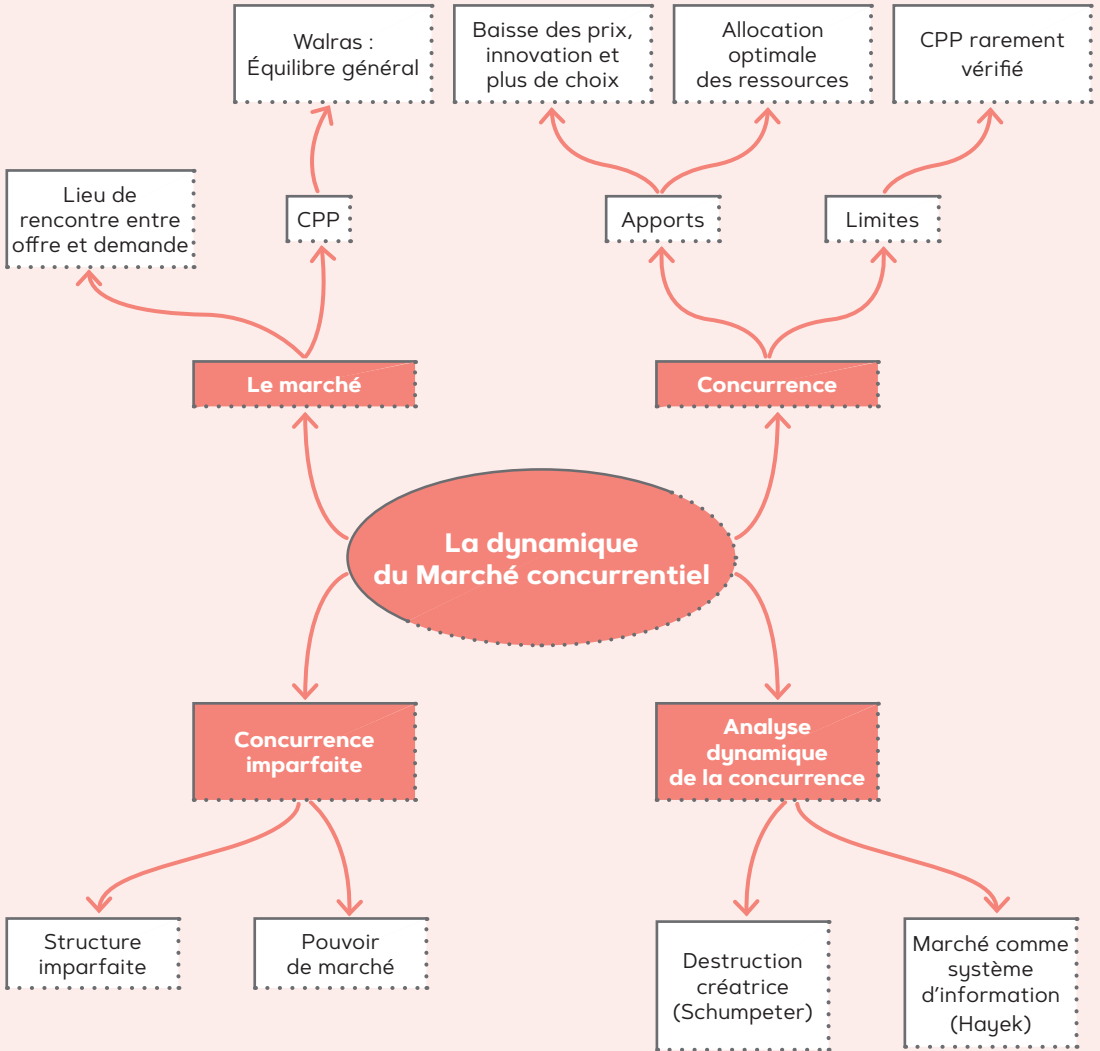 Walras :
Équilibre général
Baisse des prix,
innovation et
plus de choix
Allocation
optimale
des ressources
CPP rarement
vérifié
Lieu de
rencontre entre
offre et demande
CPP
Apports
Limites
Le marché
Concurrence
La dynamique
du Marché concurrentiel
Concurrence
imparfaite
Analyse
dynamique
de la concurrence
Structure
imparfaite
Pouvoir
de marché
Destruction
créatrice
(Schumpeter)
Marché comme
système
d’information
(Hayek)